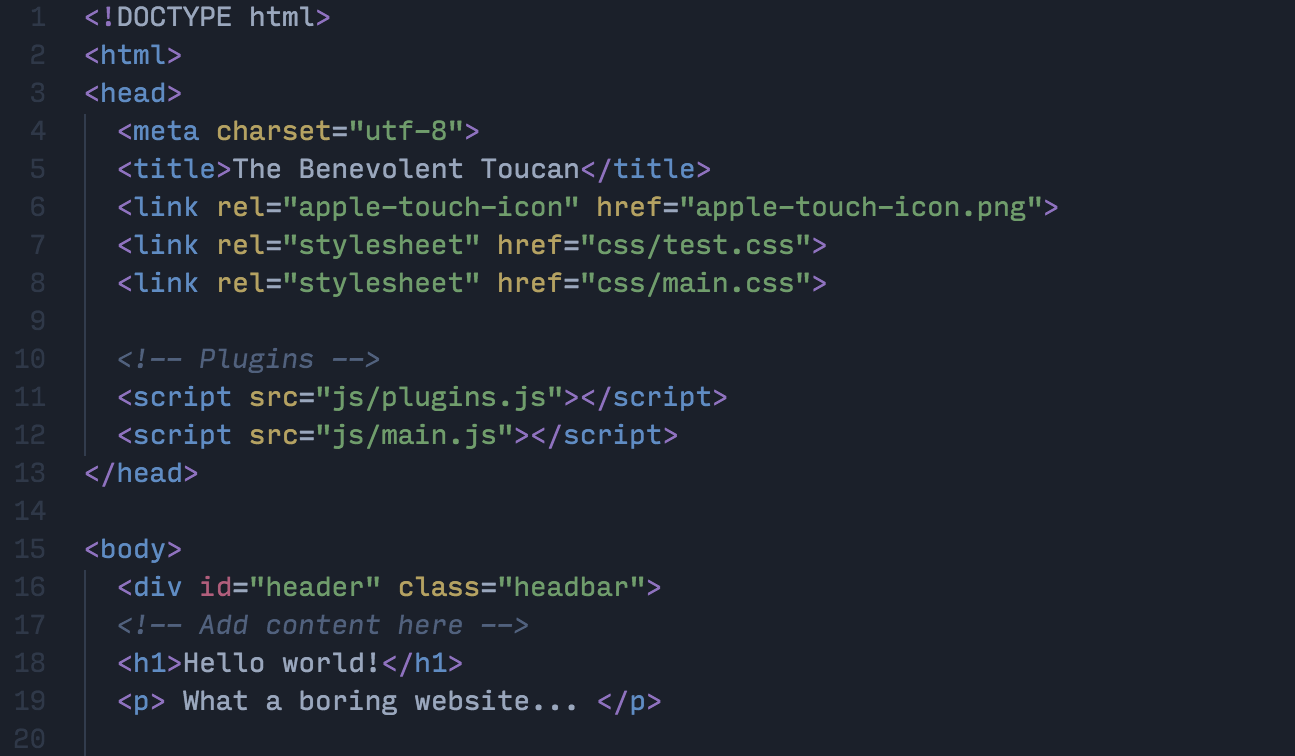 1 <!DOCTYPE html>
2 <html>
3 <head>
4   <meta charset="utf-8">
5   <title>The Benevolent Toucan</title>
6   <link rel="apple-touch-icon" href="apple-touch-icon.png">
7   <link rel="stylesheet" href="css/test.css">
8   <link rel="stylesheet" href="css/main.css">
9
10   <!-- Plugins -->
11   <script src="js/plugins.js"></script>
12   <script src="js/main.js"></script>
13 </head>
14
15 <body>
16   <div id="header" class="headbar">
17   <!-- Add content here -->
18   <h1>Hello world!</h1>
19   <p> What a boring website... </p>
20